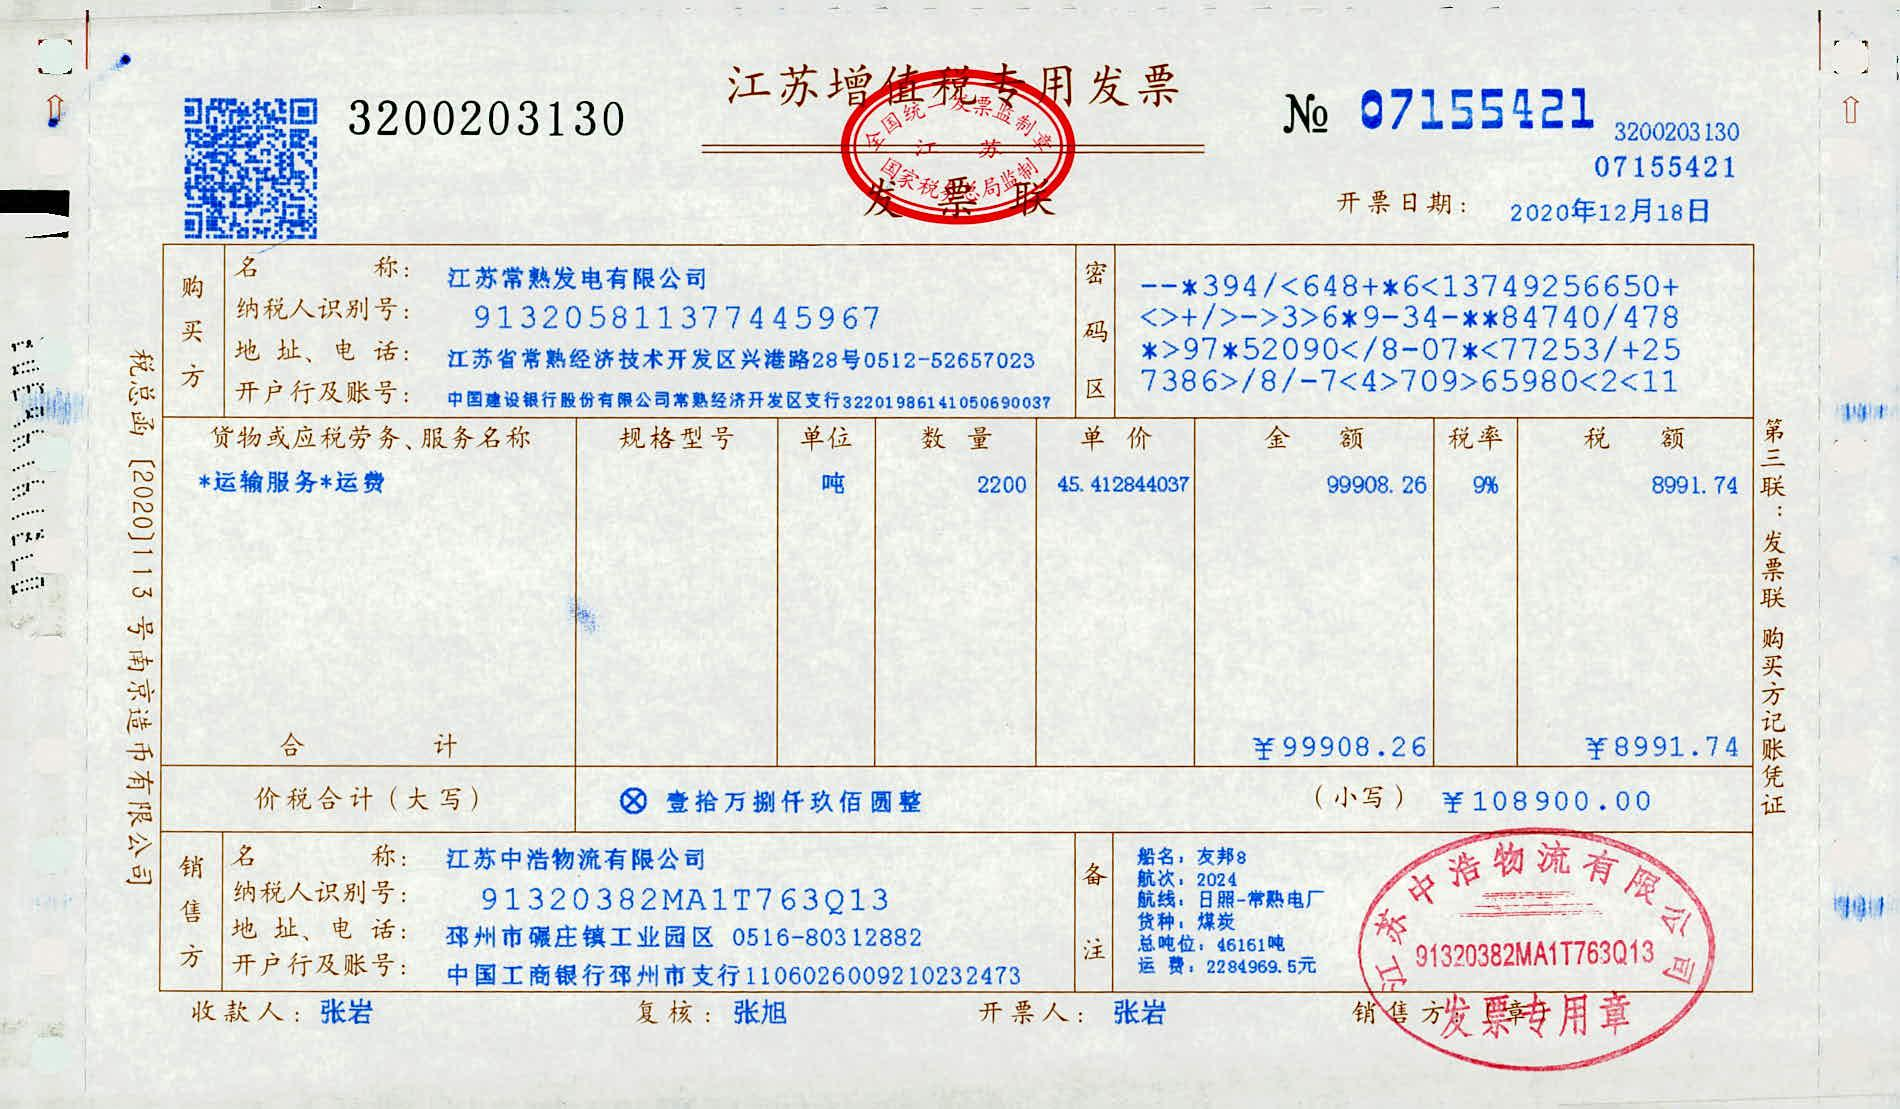 江苏增值税专用发票
3200203130
№ 07155421
3200203130
07155421
全国统一发票监制章
江苏
国家税务总局监制
发票联
开票日期: 2020年12月18日
购买方
名称: 江苏常熟发电有限公司
纳税人识别号: 913205811377445967
地址、电话: 江苏省常熟经济技术开发区兴港路28号0512-52657023
开户行及账号: 中国建设银行股份有限公司常熟经济开发区支行32201986141050690037
密码区
--*394/<648+*6<13749256650+
<>+/>->3>6*9-34-**84740/478
*>97*52090</8-07*<77253/+25
7386>/8/-7<4>709>65980<2<11
货物或应税劳务、服务名称 规格型号 单位 数量 单价 金额 税率 税额
*运输服务*运费 吨 2200 45.412844037 99908.26 9% 8991.74
合计 ¥99908.26 ¥8991.74
价税合计(大写) ⊗ 壹拾万捌仟玖佰圆整 (小写) ¥108900.00
销售方
名称: 江苏中浩物流有限公司
纳税人识别号: 91320382MA1T763Q13
地址、电话: 邳州市碾庄镇工业园区 0516-80312882
开户行及账号: 中国工商银行邳州市支行1106026009210232473
备注
船名: 友邦8
航次: 2024
航线: 日照-常熟电厂
货种: 煤炭
总吨位: 46161吨
运 费: 2284969.5元
江苏中浩物流有限公司
91320382MA1T763Q13
发票专用章
收款人: 张岩 复核: 张旭 开票人: 张岩 销售方:(章)
税总函 [2020]113 号南京造币有限公司
第三联: 发票联 购买方记账凭证